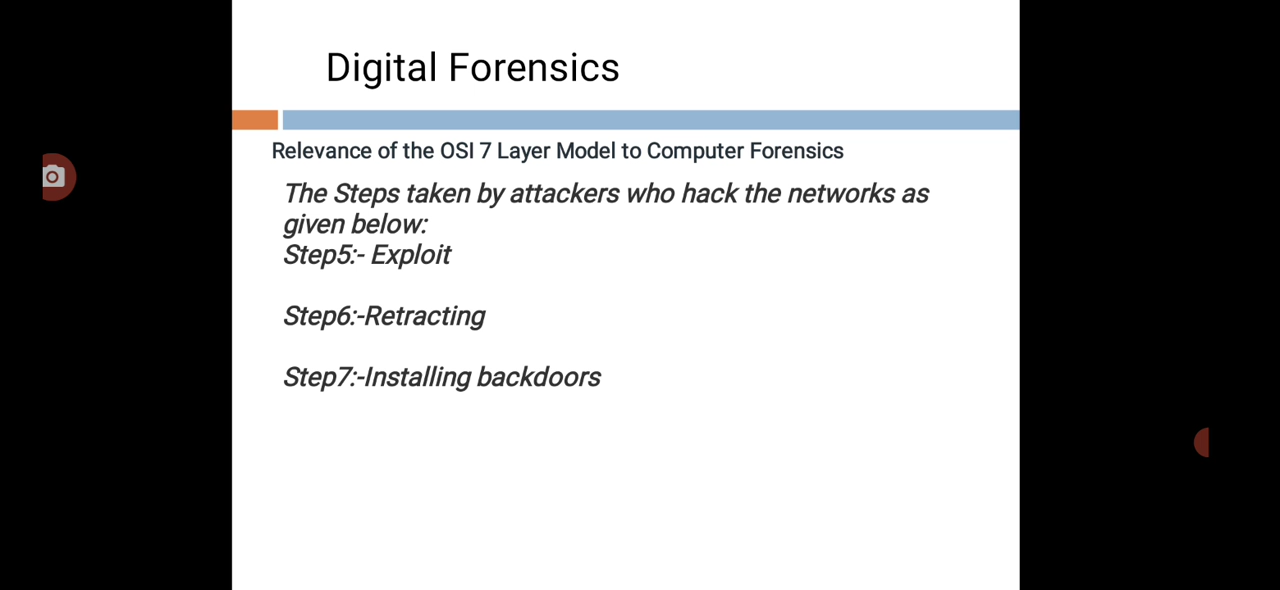 Digital Forensics
Relevance of the OSI 7 Layer Model to Computer Forensics
The Steps taken by attackers who hack the networks as
given below:
Step5:- Exploit
Step6:-Retracting
Step7:-Installing backdoors